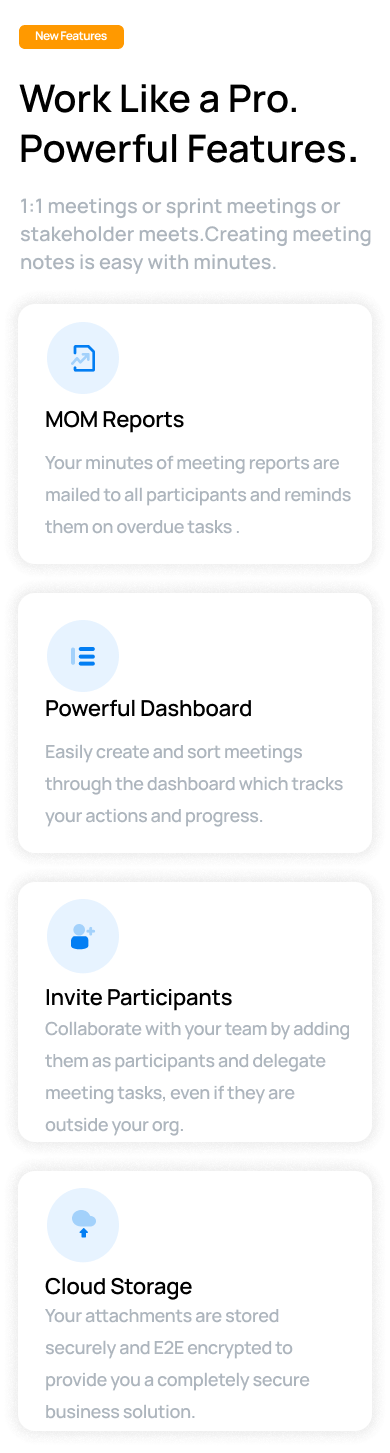 New Features
Work Like a Pro.
Powerful Features.
1:1 meetings or sprint meetings or
stakeholder meets.Creating meeting
notes is easy with minutes.
MOM Reports
Your minutes of meeting reports are
mailed to all participants and reminds
them on overdue tasks .
Powerful Dashboard
Easily create and sort meetings
through the dashboard which tracks
your actions and progress.
Invite Participants
Collaborate with your team by adding
them as participants and delegate
meeting tasks, even if they are
outside your org.
Cloud Storage
Your attachments are stored
securely and E2E encrypted to
provide you a completely secure
business solution.